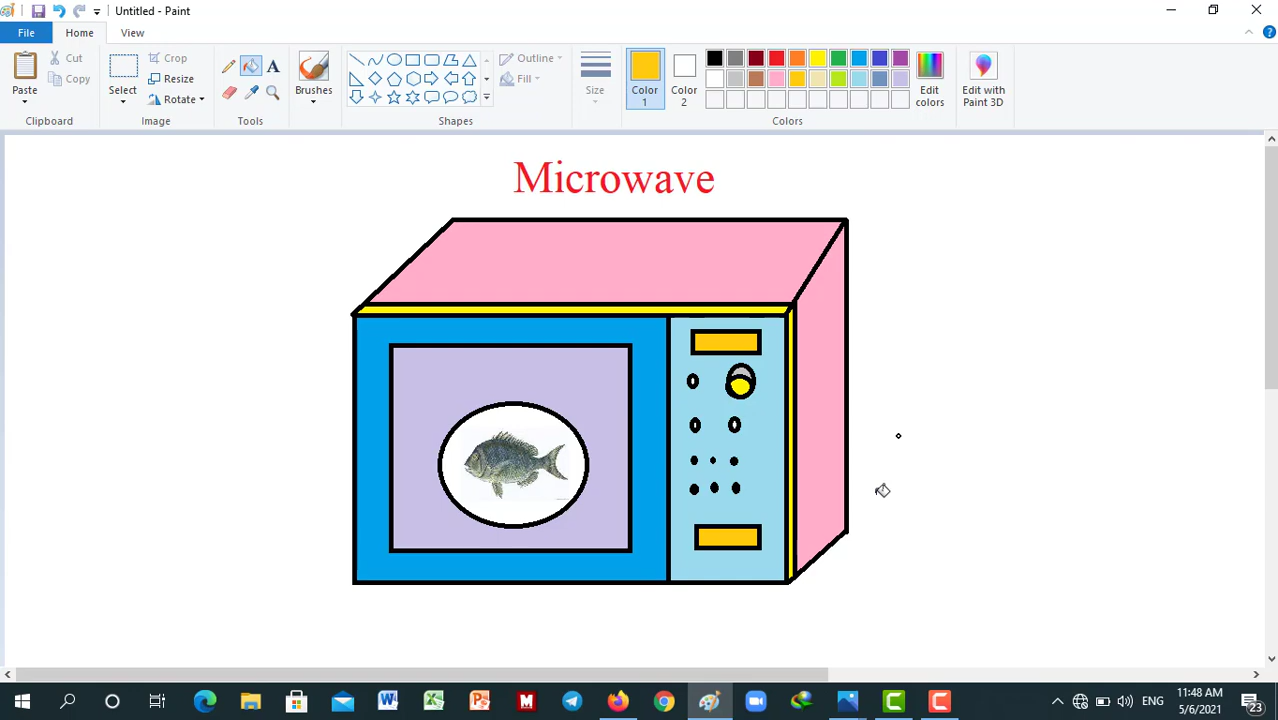 Untitled - Paint
File Home View
Paste
Cut
Copy
Clipboard
Select
Crop
Resize
Rotate
Image
Tools
Brushes
Shapes
Outline
Fill
Size
Color 1
Color 2
Colors
Edit colors
Edit with Paint 3D
Microwave
ENG
11:48 AM
5/6/2021
23